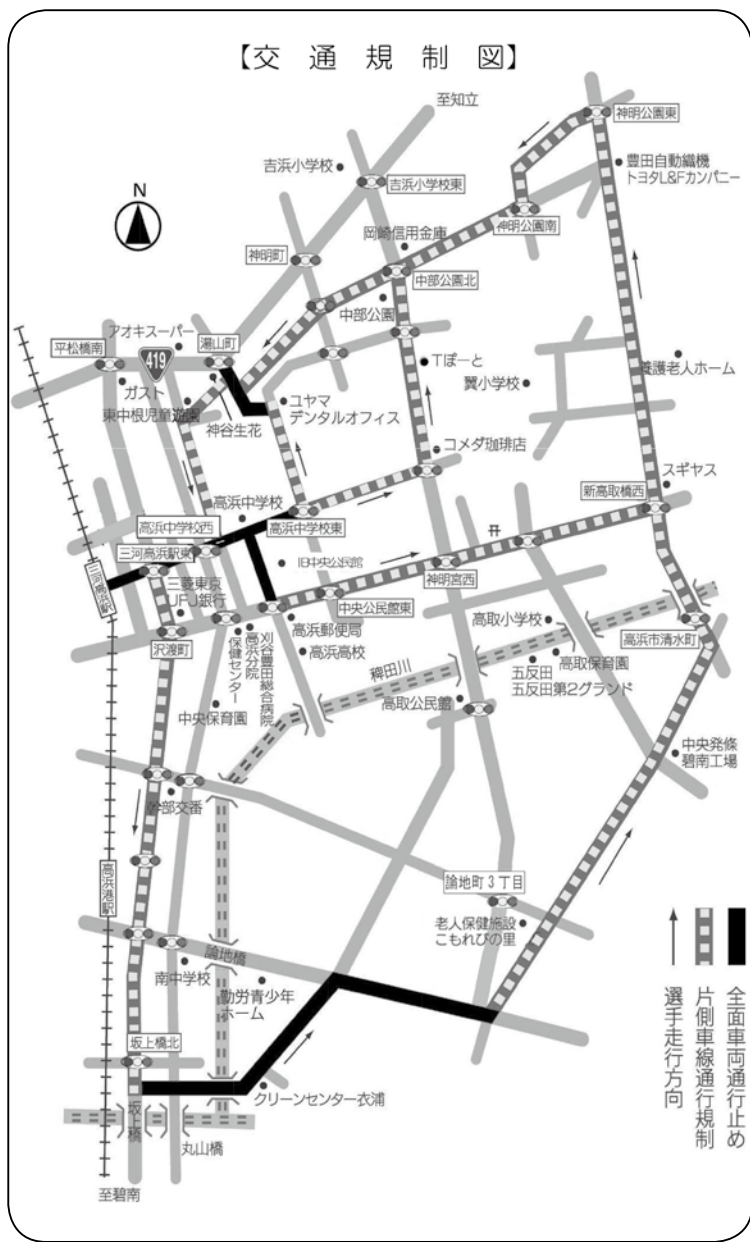 【交通規制図】
至知立
神明公園東
吉浜小学校
豊田自動織機
トヨタL&Fカンパニー
吉浜小学校東
N
神明公園南
岡崎信用金庫
神明町
中部公園北
中部公園
アオキスーパー
湯山町
平松橋南
419
Tぽーと
養護老人ホーム
ガスト
翼小学校
東中根児童遊園
ユヤマ
デンタルオフィス
神谷生花
コメダ珈琲店
スギヤス
高浜中学校
新高取橋西
高浜中学校西
高浜中学校東
三河高浜駅東
旧中央公民館
三河高浜駅
神明宮西
三菱東京
UFJ銀行
中央公民館東
高浜郵便局
高取小学校
高浜市清水町
沢渡町
刈谷豊田総合病院
高浜分院
保健センター
高浜高校
稗田川
高取保育園
五反田
五反田第2グランド
高取公民館
中央保育園
中央発條
碧南工場
幹部交番
高浜港駅
論地町3丁目
老人保健施設
こもれびの里
論地橋
南中学校
勤労青少年
ホーム
坂上橋北
クリーンセンター衣浦
坂上橋
丸山橋
至碧南
全面車両通行止め
片側車線通行規制
選手走行方向